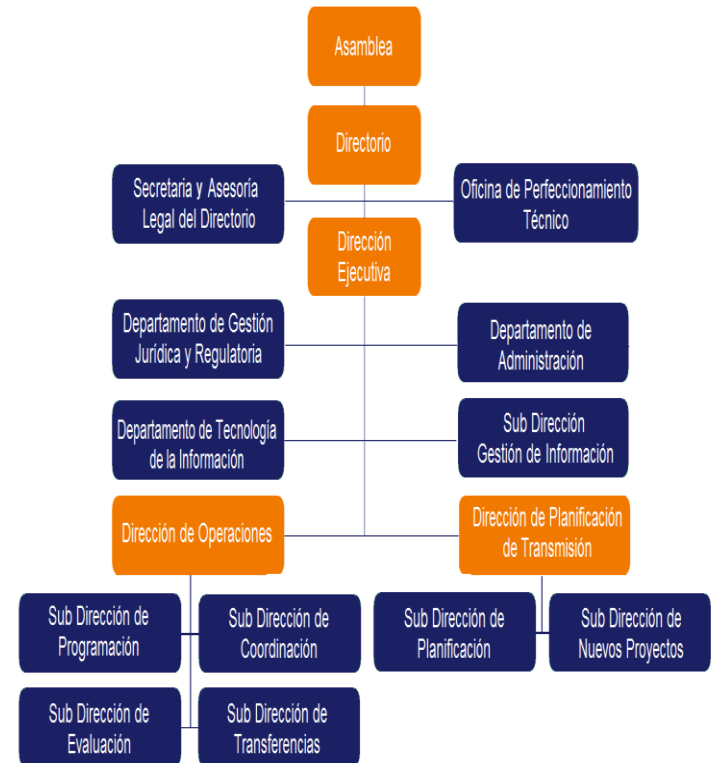 Asamblea
Directorio
Secretaria y Asesoría
Legal del Directorio
Oficina de Perfeccionamiento
Técnico
Dirección
Ejecutiva
Departamento de Gestión
Jurídica y Regulatoria
Departamento de
Administración
Departamento de Tecnología
de la Información
Sub Dirección
Gestión de Información
Dirección de Operaciones
Dirección de Planificación
de Transmisión
Sub Dirección de
Programación
Sub Dirección de
Coordinación
Sub Dirección de
Planificación
Sub Dirección de
Nuevos Proyectos
Sub Dirección de
Evaluación
Sub Dirección de
Transferencias